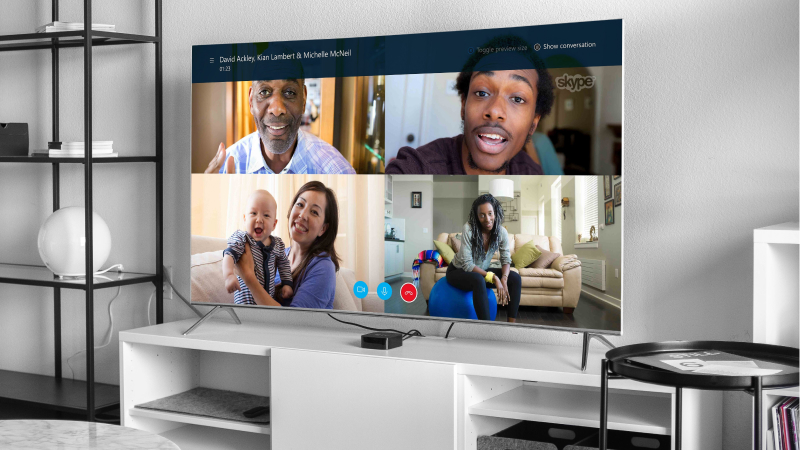 David Ackley, Kian Lambert & Michelle McNeil
01:23
Toggle preview size
Show conversation
skype